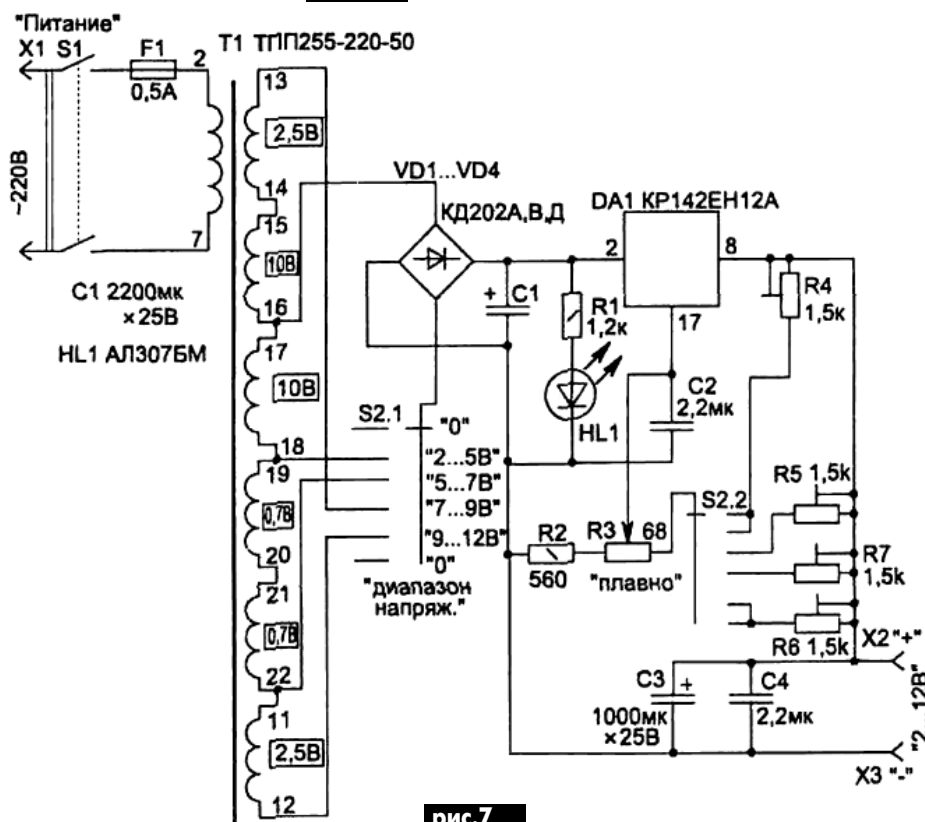 "Питание"
X1 S1 F1 2
0,5А
~220В
7
T1 ТПП255-220-50
13
2,5В
14
15
10В
16
17
10В
18
19
0,7В
20
21
0,7В
22
11
2,5В
12
C1 2200мк
×25В
HL1 АЛ307БМ
VD1...VD4
КД202А,В,Д
DA1 КР142ЕН12А
2
8
17
+
C1
R1
1,2к
HL1
C2
2,2мк
R4
1,5к
S2.1
"0"
"2...5В"
"5...7В"
"7...9В"
"9...12В"
"0"
"диапазон
напряж."
R2
560
R3
68
"плавно"
S2.2
R5 1,5k
R7
1,5k
R6 1,5k
C3
+
1000мк
×25В
C4
2,2мк
X2 "+"
"2...12В"
X3 "-"
рис.7